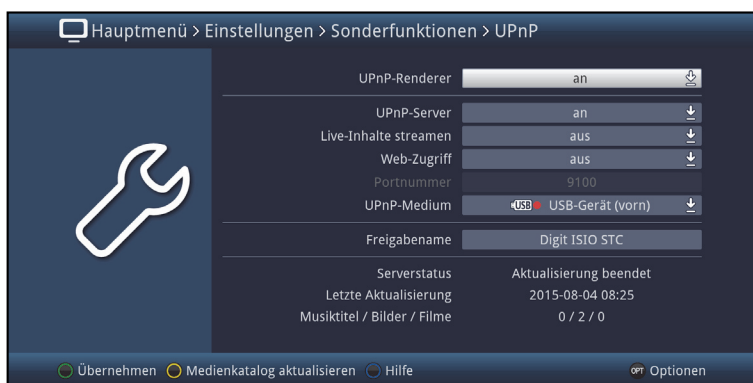 Hauptmenü > Einstellungen > Sonderfunktionen > UPnP
UPnP-Renderer an
UPnP-Server an
Live-Inhalte streamen aus
Web-Zugriff aus
Portnummer 9100
UPnP-Medium USB USB-Gerät (vorn)
Freigabename Digit ISIO STC
Serverstatus Aktualisierung beendet
Letzte Aktualisierung 2015-08-04 08:25
Musiktitel / Bilder / Filme 0 / 2 / 0
Übernehmen Medienkatalog aktualisieren Hilfe OPT Optionen